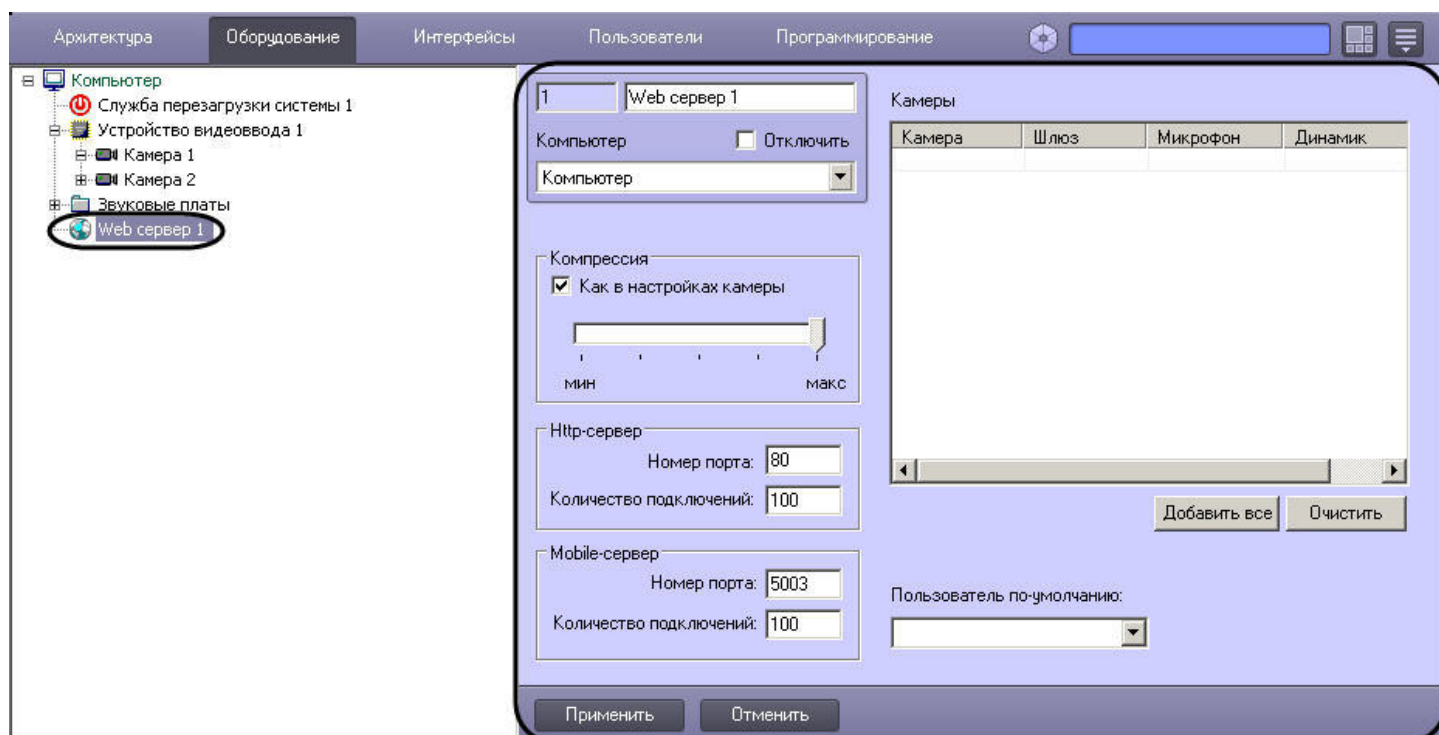 Архитектура Оборудование Интерфейсы Пользователи Программирование
Компьютер
Служба перезагрузки системы 1
Устройство видеоввода 1
Камера 1
Камера 2
Звуковые платы
Web сервер 1
1 Web сервер 1
Компьютер Отключить
Компьютер
Компрессия
Как в настройках камеры
мин макс
Http-сервер
Номер порта: 80
Количество подключений: 100
Mobile-сервер
Номер порта: 5003
Количество подключений: 100
Камеры
Камера Шлюз Микрофон Динамик
Добавить все Очистить
Пользователь по-умолчанию:
Применить Отменить